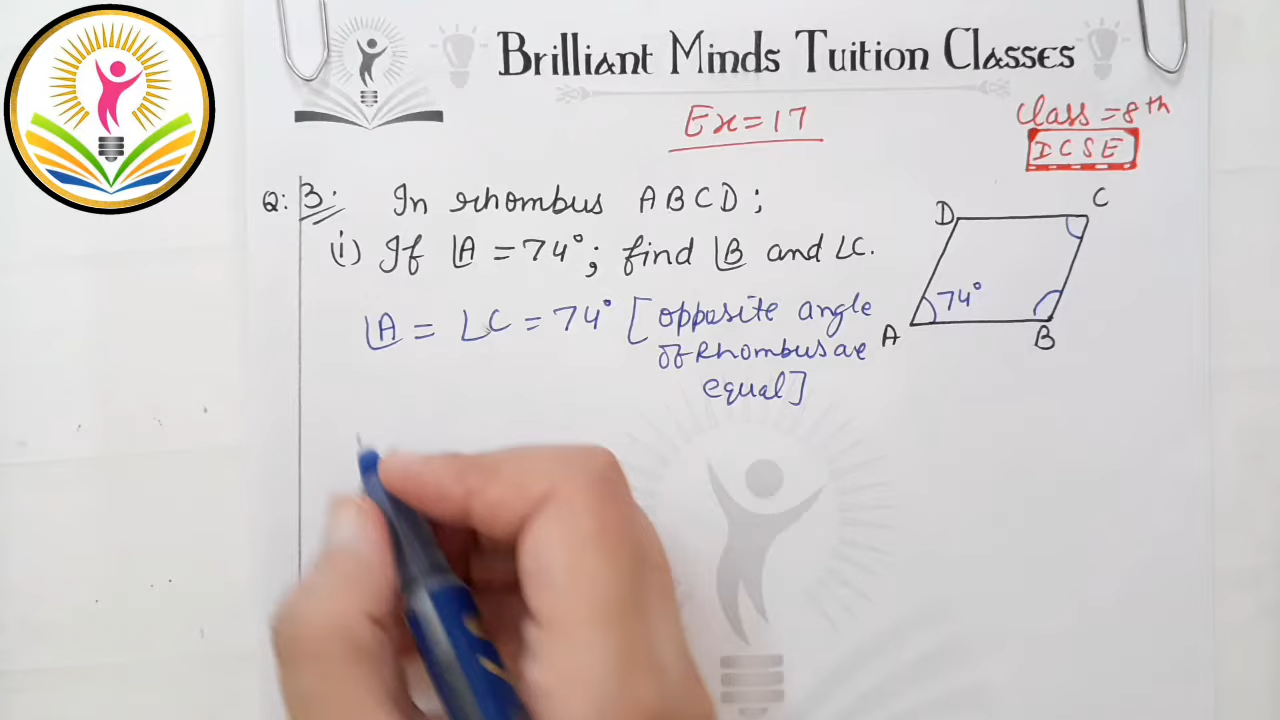 Brilliant Minds Tuition Classes
Ex=17
Class=8th
ICSE
Q: 3: In rhombus ABCD;
(i) If ∠A = 74°; find ∠B and ∠C.
∠A = ∠C = 74° [opposite angle
of Rhombus are
equal]
D
C
74°
A
B